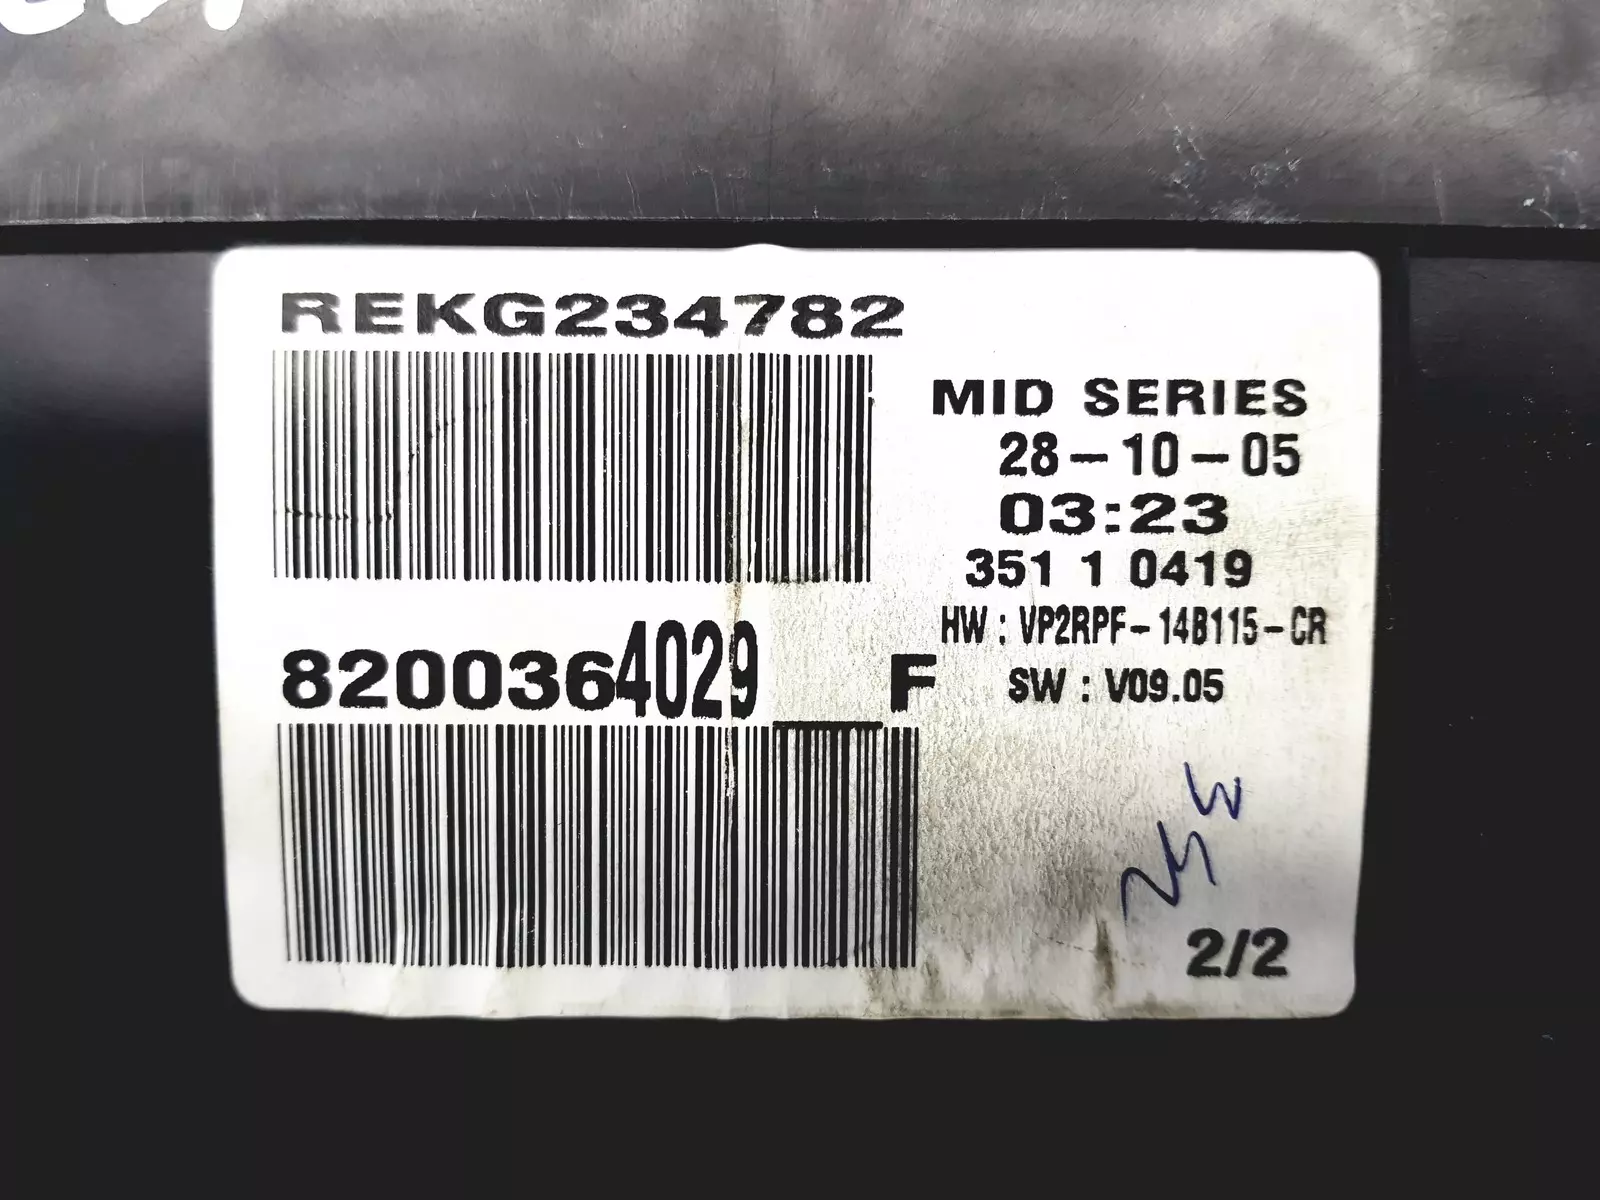 REKG234782
MID SERIES
28-10-05
03:23
351 1 0419
HW : VP2RPF-14B115-CR
8200364029__F
SW : V09.05
2/2